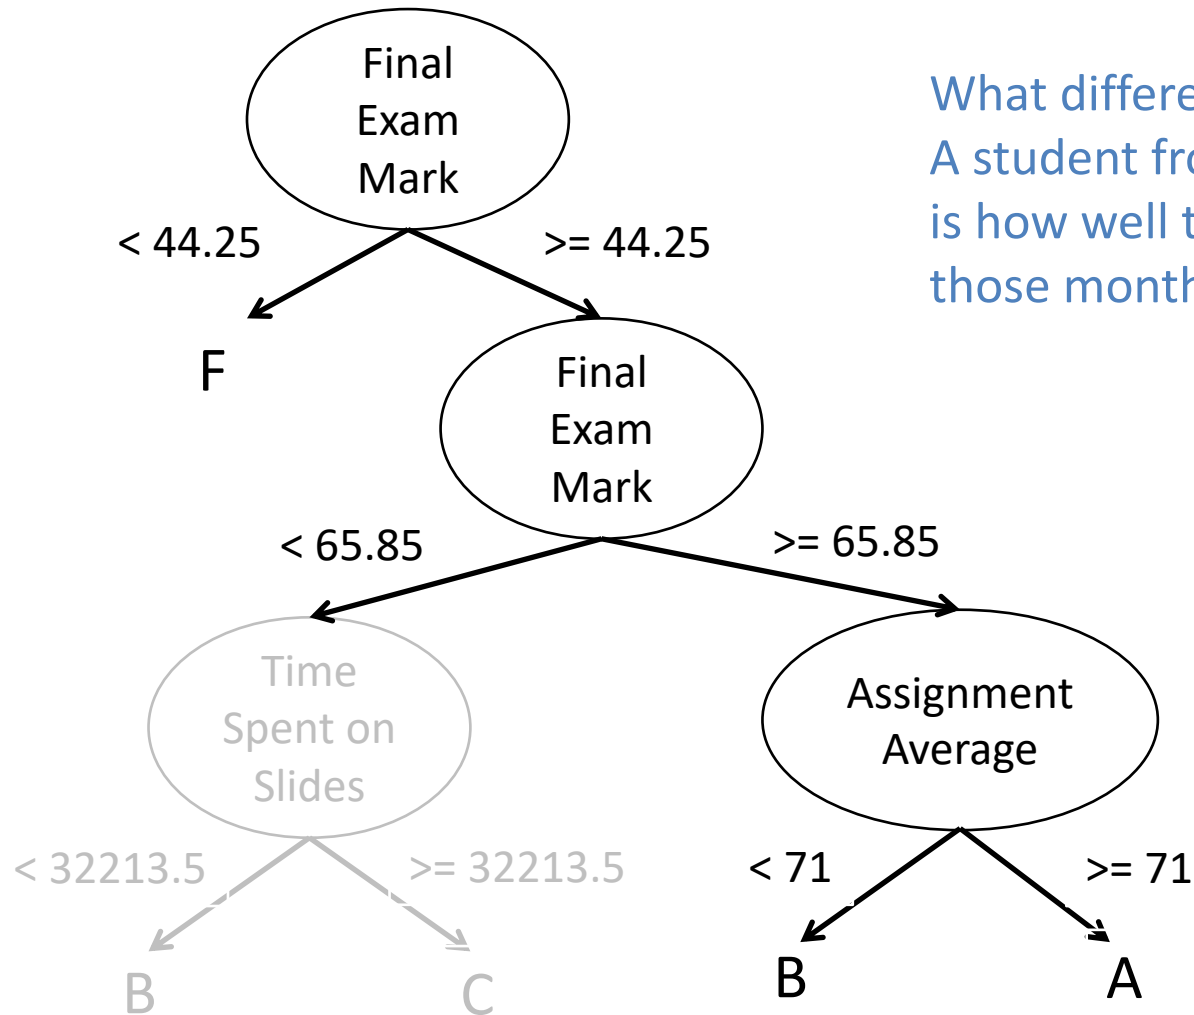 Final
Exam
Mark
What differe
A student fro
is how well t
those month
< 44.25
>= 44.25
F
Final
Exam
Mark
< 65.85
>= 65.85
Time
Spent on
Slides
Assignment
Average
< 32213.5
>= 32213.5
< 71
>= 71
B
C
B
A